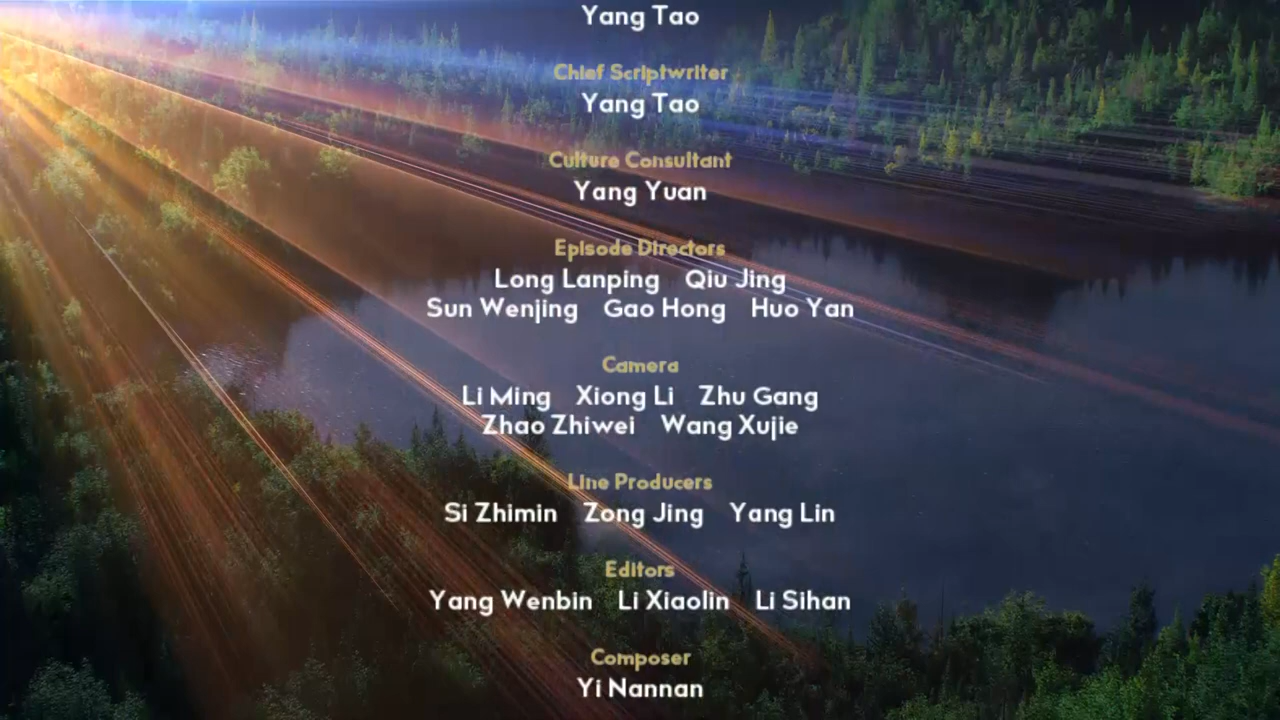 Yang Tao
Chief Scriptwriter
Yang Tao
Culture Consultant
Yang Yuan
Episode Directors
Long Lanping Qiu Jing
Sun Wenjing Gao Hong Huo Yan
Camera
Li Ming Xiong Li Zhu Gang
Zhao Zhiwei Wang Xujie
Line Producers
Si Zhimin Zong Jing Yang Lin
Editors
Yang Wenbin Li Xiaolin Li Sihan
Composer
Yi Nannan